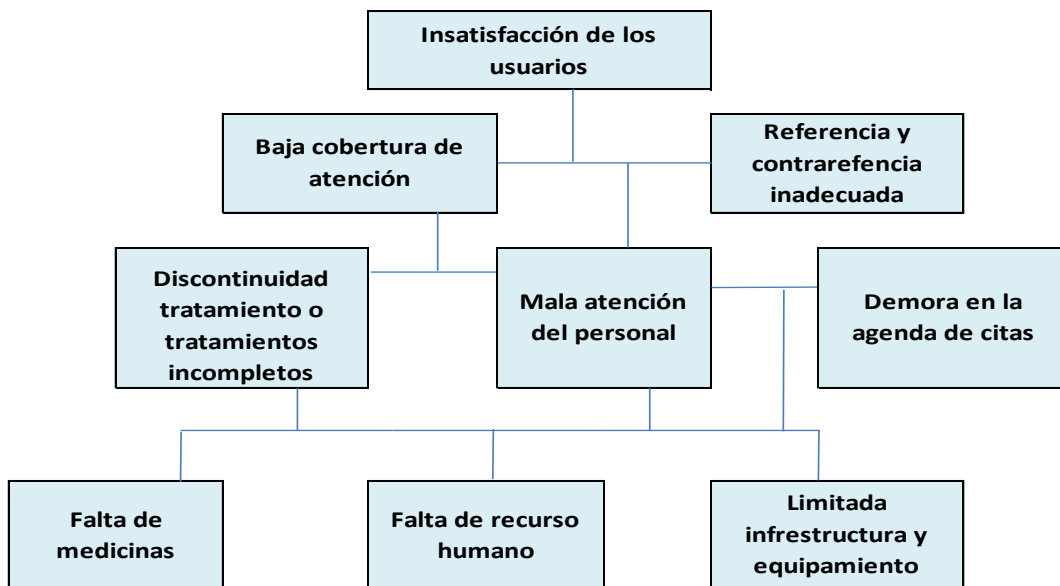 Insatisfacción de los
usuarios
Baja cobertura de
atención
Referencia y
contrarefencia
inadecuada
Discontinuidad
tratamiento o
tratamientos
incompletos
Mala atención
del personal
Demora en la
agenda de citas
Falta de
medicinas
Falta de recurso
humano
Limitada
infrestructura y
equipamiento